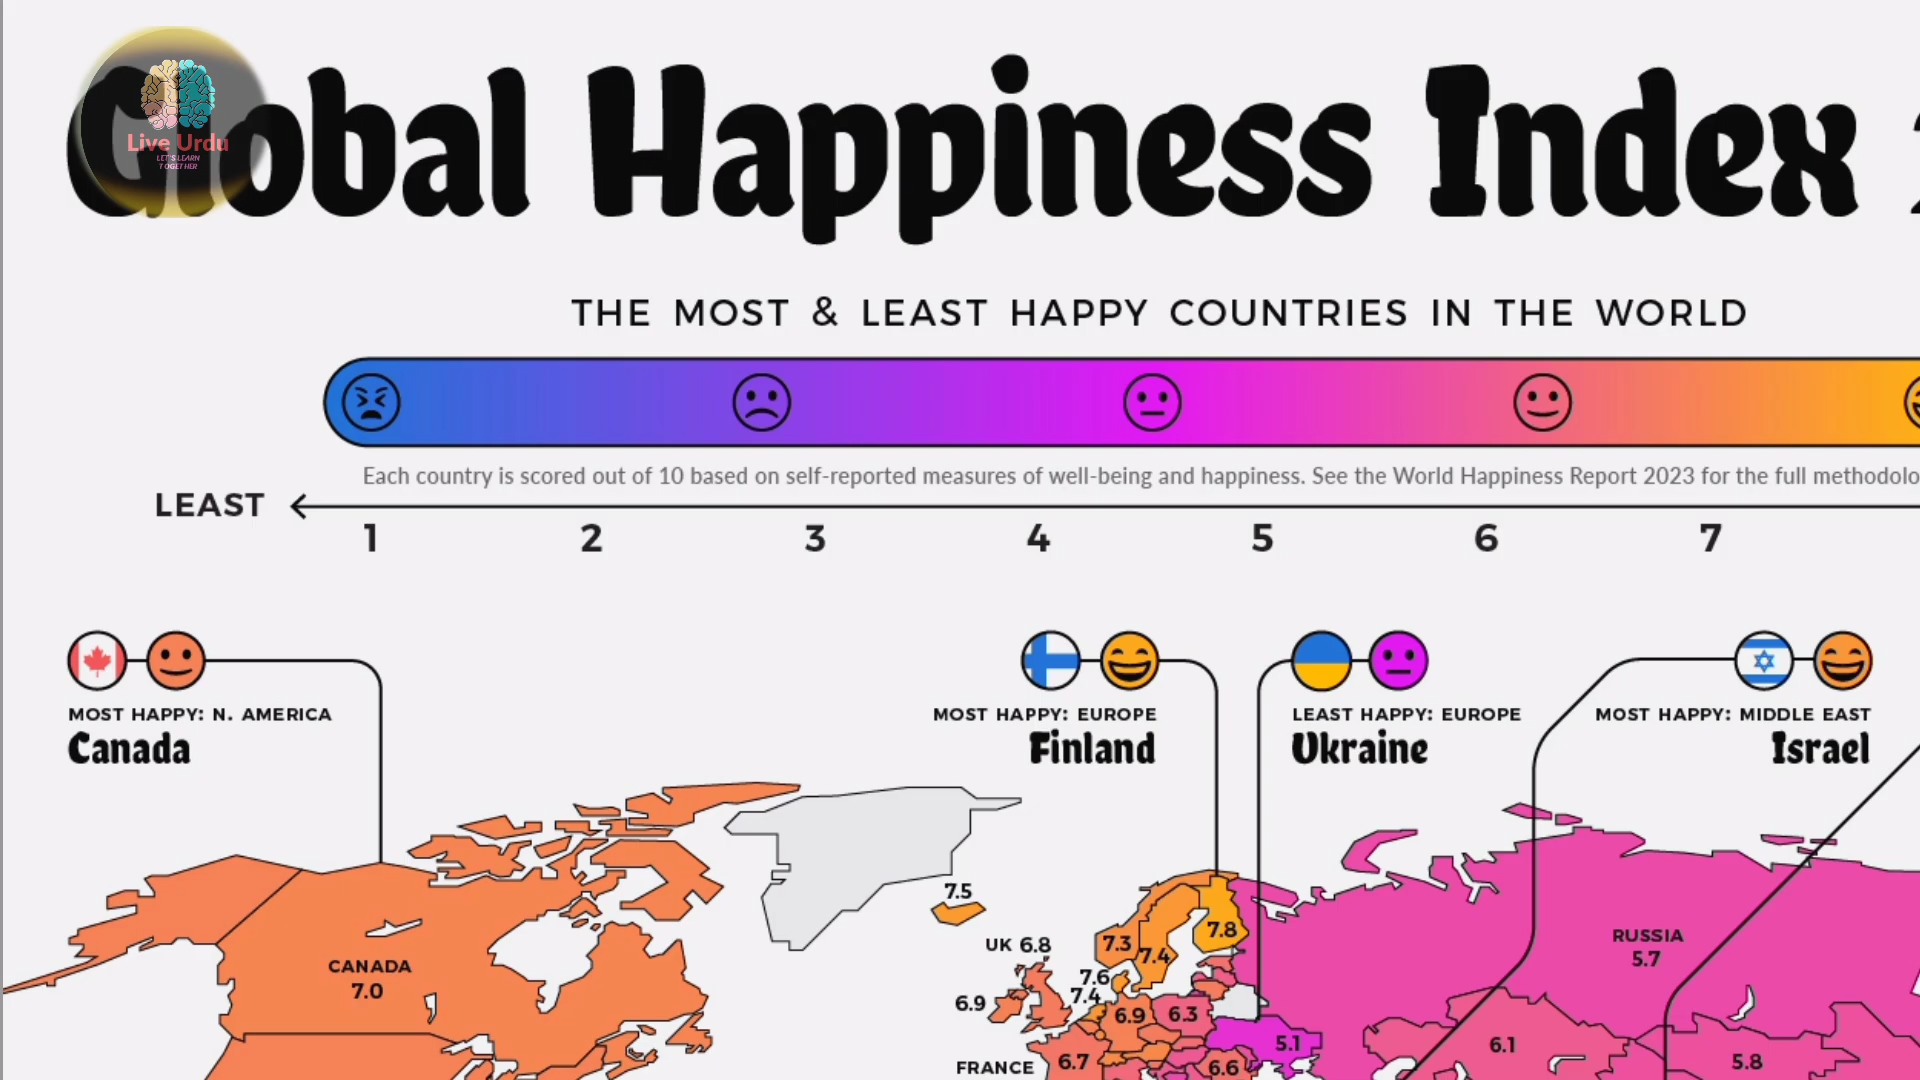 Global Happiness Index
Live Urdu
LET'S LEARN
TOGETHER
THE MOST & LEAST HAPPY COUNTRIES IN THE WORLD
Each country is scored out of 10 based on self-reported measures of well-being and happiness. See the World Happiness Report 2023 for the full
LEAST
1 2 3 4 5 6 7
MOST HAPPY: N. AMERICA
Canada
MOST HAPPY: EUROPE
Finland
LEAST HAPPY: EUROPE
Ukraine
MOST HAPPY: MIDDLE EAST
Israel
7.5
CANADA
7.0
UK 6.8
6.9
7.3
7.4
7.8
7.6
7.4
6.9
6.3
RUSSIA
5.7
5.1
6.1
5.8
FRANCE 6.7
6.6